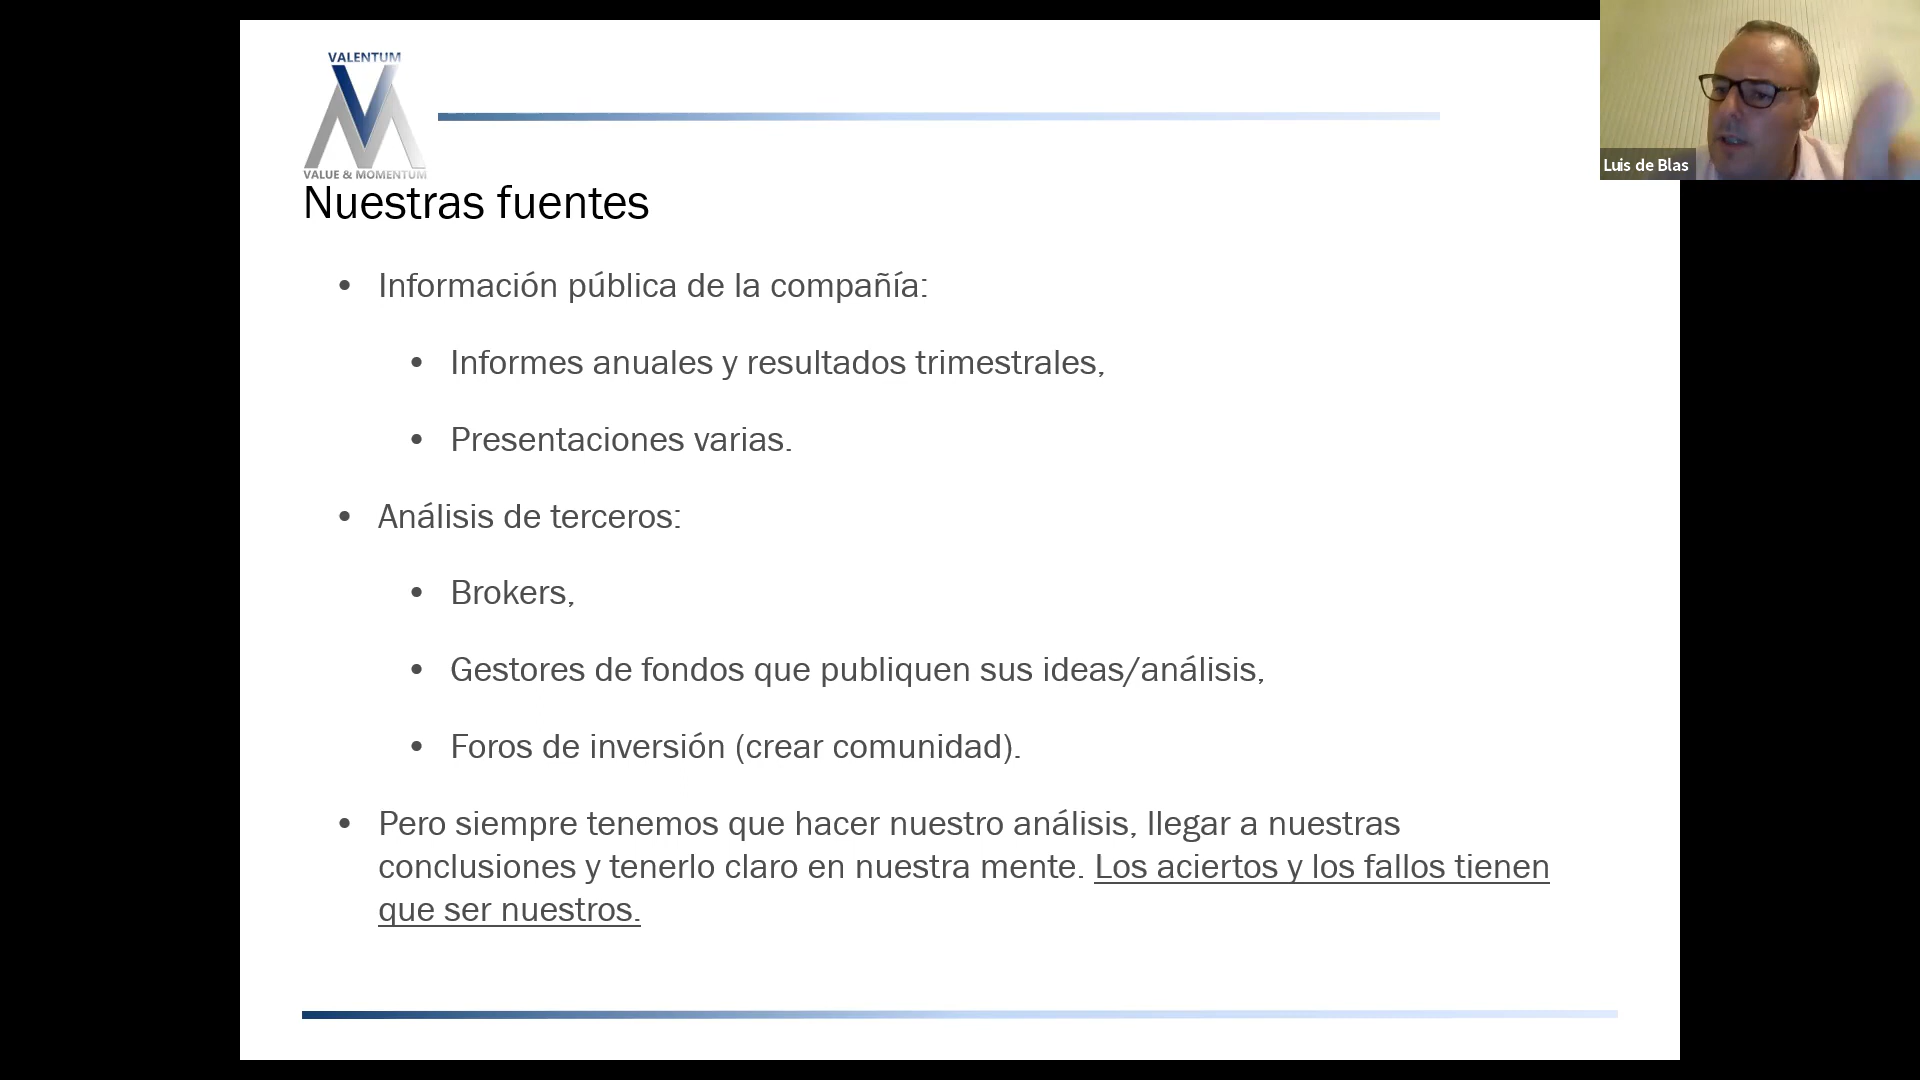 VALENTUM
VALUE & MOMENTUM
Luis de Blas
Nuestras fuentes
• Información pública de la compañía:
• Informes anuales y resultados trimestrales,
• Presentaciones varias.
• Análisis de terceros:
• Brokers,
• Gestores de fondos que publiquen sus ideas/análisis,
• Foros de inversión (crear comunidad).
• Pero siempre tenemos que hacer nuestro análisis, llegar a nuestras
conclusiones y tenerlo claro en nuestra mente. Los aciertos y los fallos tienen
que ser nuestros.